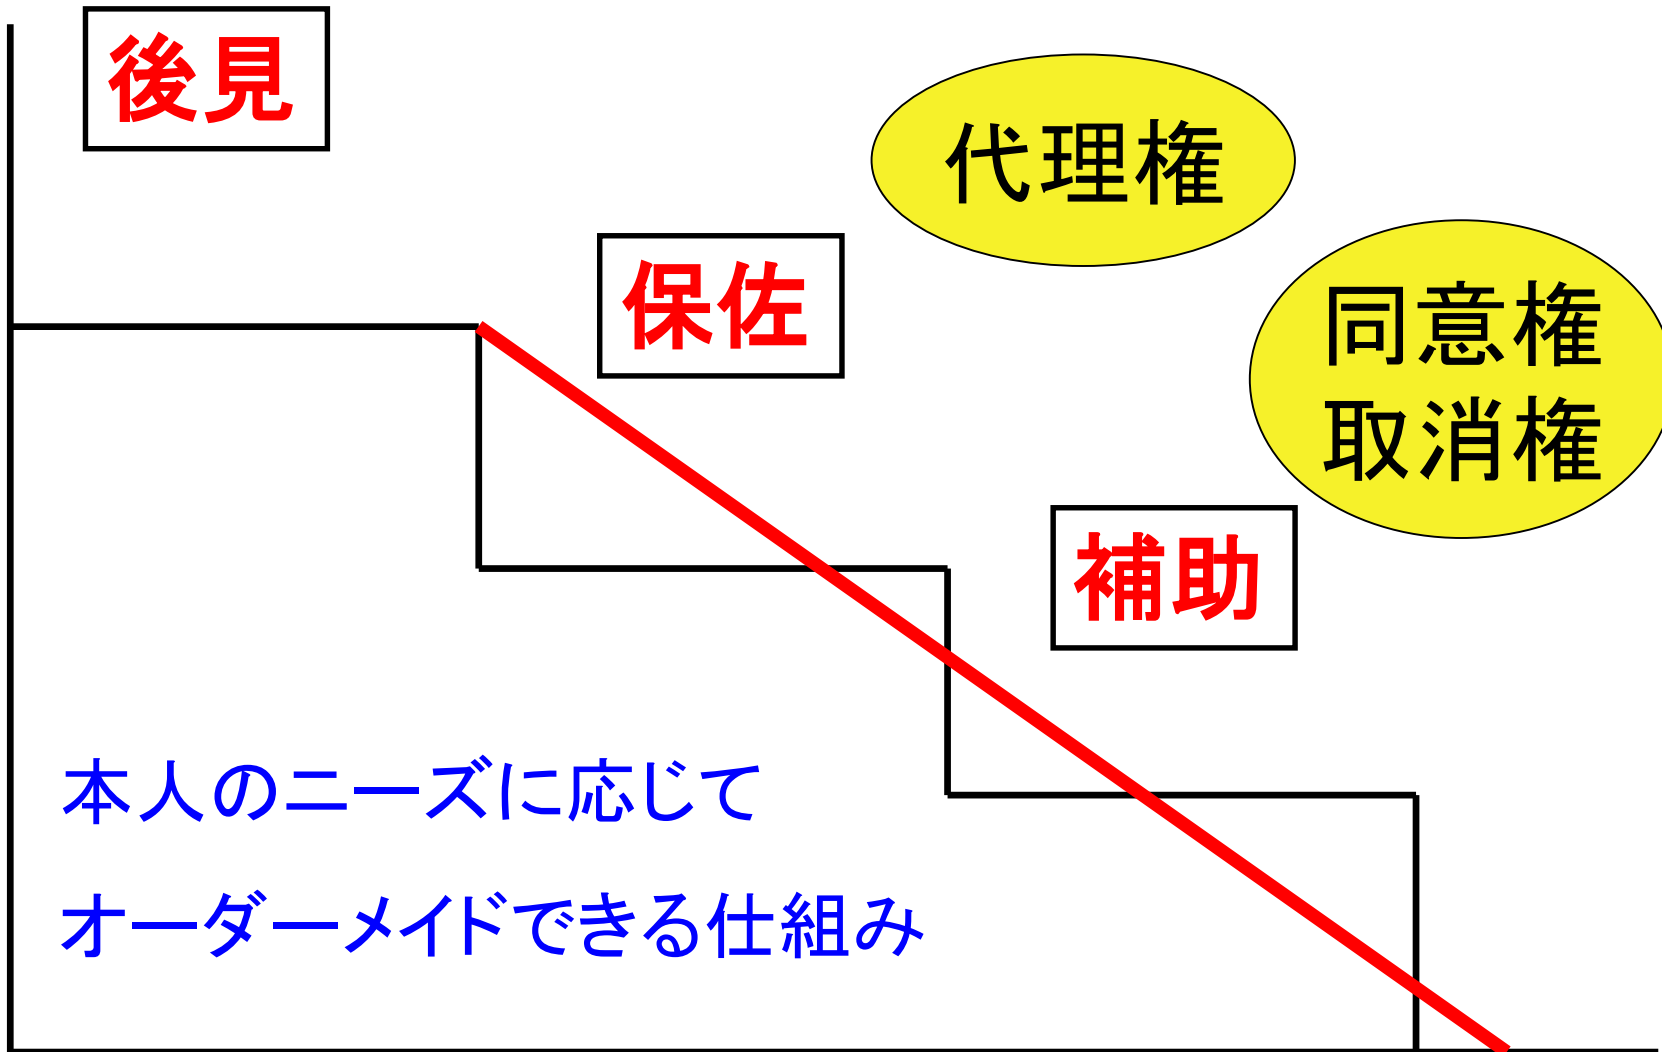 後見
代理権
保佐
同意権
取消権
補助
本人のニーズに応じて
オーダーメイドできる仕組み